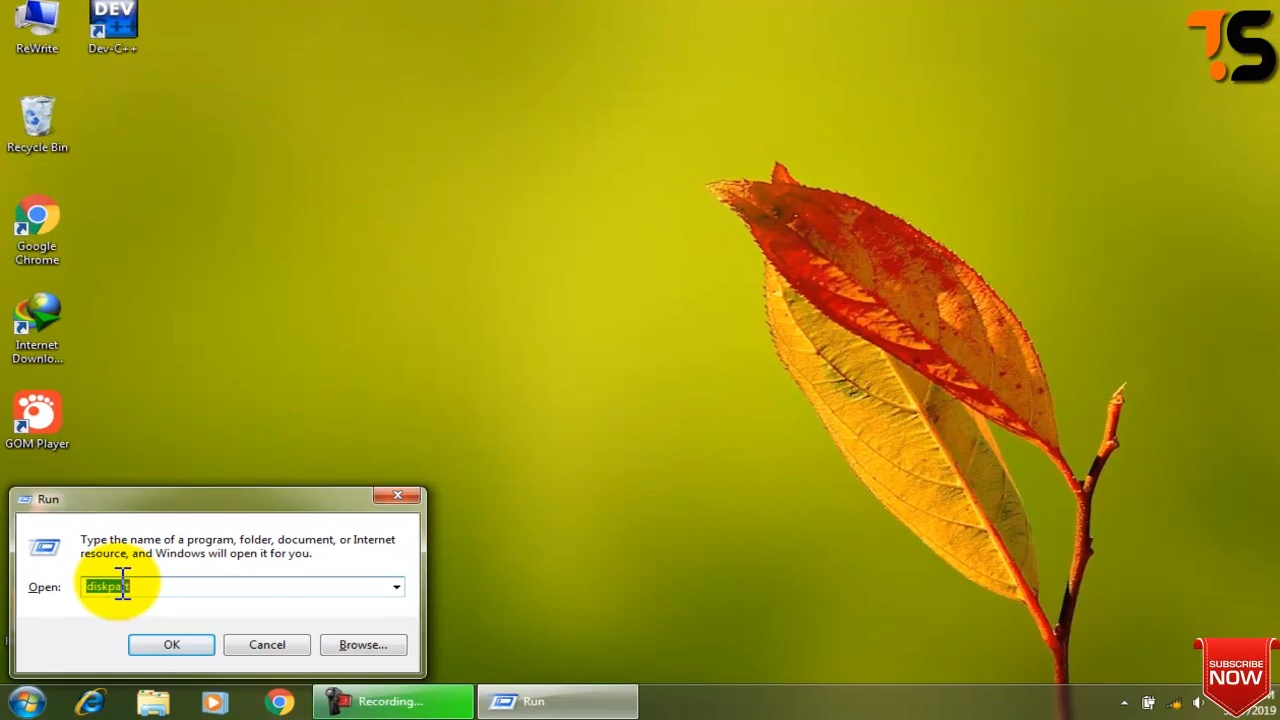 ReWrite
DEV
C++
Dev-C++
TS
Recycle Bin
Google
Chrome
Internet
Downlo...
GOM Player
Run
Type the name of a program, folder, document, or Internet
resource, and Windows will open it for you.
Open:
diskpart
OK
Cancel
Browse...
Recording...
Run
SUBSCRIBE
NOW